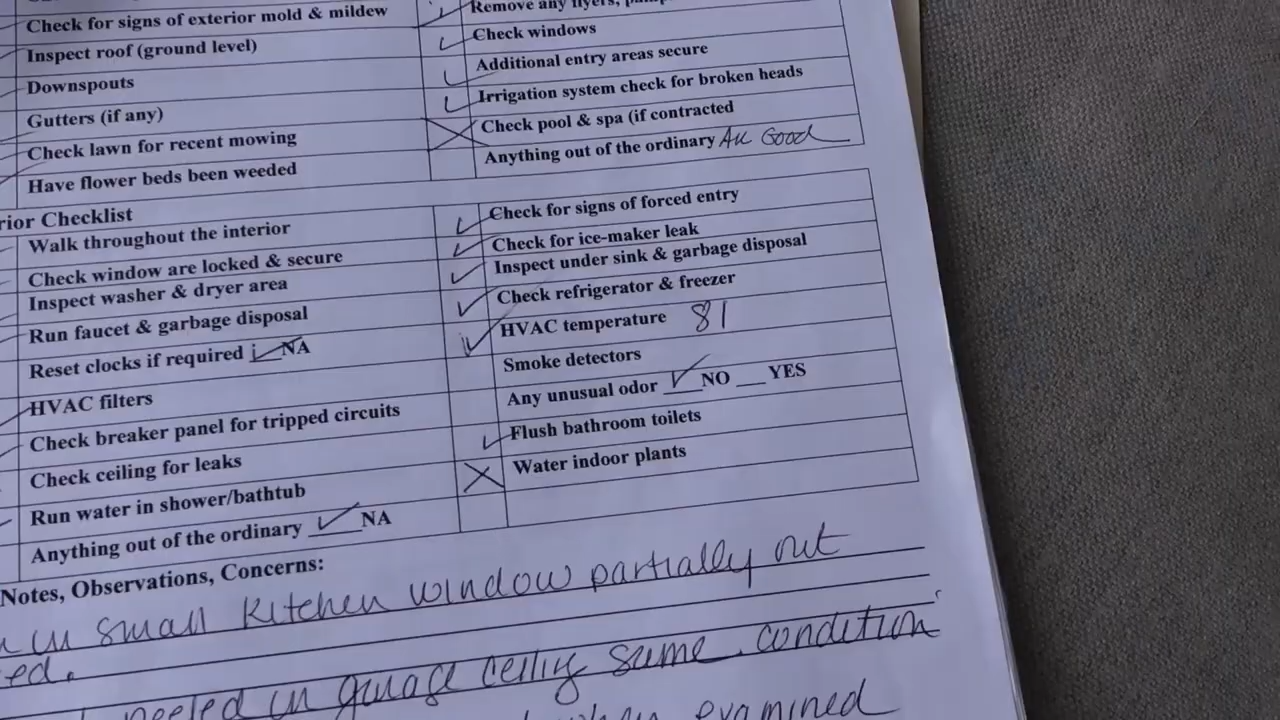 Check for signs of exterior mold & mildew
Inspect roof (ground level)
Downspouts
Gutters (if any)
Check lawn for recent mowing
Have flower beds been weeded
Remove any flyers,
Check windows
Additional entry areas secure
Irrigation system check for broken heads
Check pool & spa (if contracted
Anything out of the ordinary All Good
rior Checklist
Walk throughout the interior
Check window are locked & secure
Inspect washer & dryer area
Run faucet & garbage disposal
Reset clocks if required NA
HVAC filters
Check breaker panel for tripped circuits
Check ceiling for leaks
Run water in shower/bathtub
Anything out of the ordinary NA
Check for signs of forced entry
Check for ice-maker leak
Inspect under sink & garbage disposal
Check refrigerator & freezer
HVAC temperature 81
Smoke detectors
Any unusual odor NO YES
Flush bathroom toilets
Water indoor plants
Notes, Observations, Concerns:
in small kitchen window partially out
ed.
peeled in garage ceiling same condition
examined